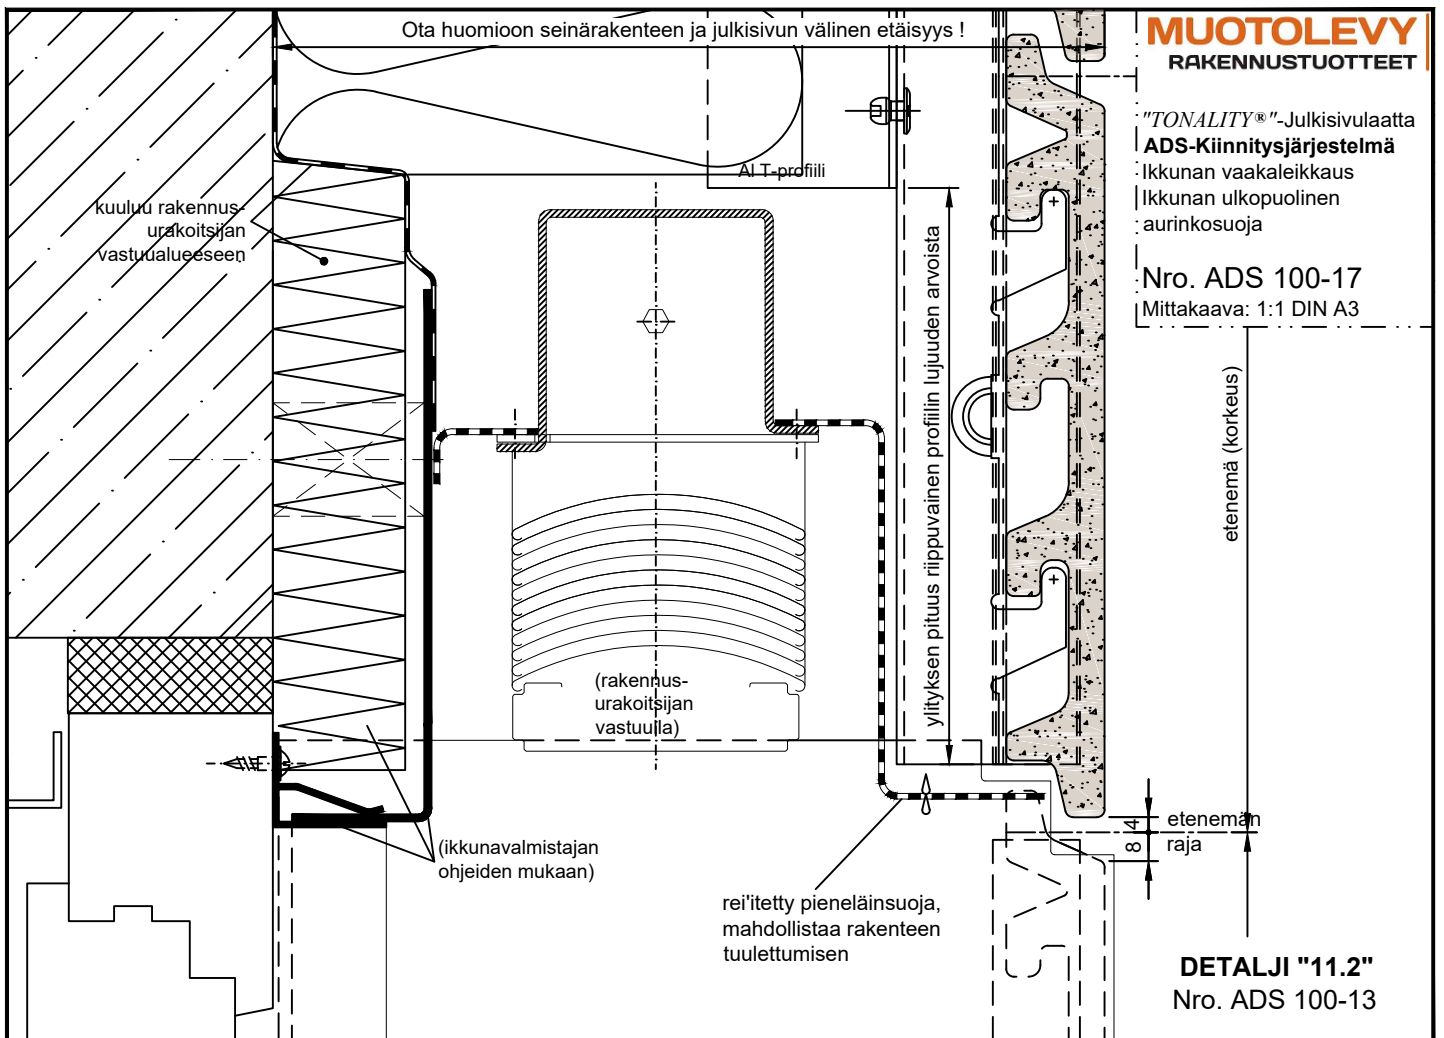 Ota huomioon seinärakenteen ja julkisivun välinen etäisyys !
MUOTOLEVY
RAKENNUSTUOTTEET
"TONALITY®"-Julkisivulaatta
ADS-Kiinnitysjärjestelmä
Ikkunan vaakaleikkaus
Ikkunan ulkopuolinen
aurinkosuoja
Nro. ADS 100-17
Mittakaava: 1:1 DIN A3
Al T-profiili
kuuluu rakennus-
urakoitsijan
vastuualueeseen
ylityksen pituus riippuvainen profiilin lujuuden arvoista
etenemä (korkeus)
(rakennus-
urakoitsijan
vastuulla)
4
8
etenemän
raja
(ikkunavalmistajan
ohjeiden mukaan)
rei'itetty pieneläinsuoja,
mahdollistaa rakenteen
tuulettumisen
DETALJI "11.2"
Nro. ADS 100-13